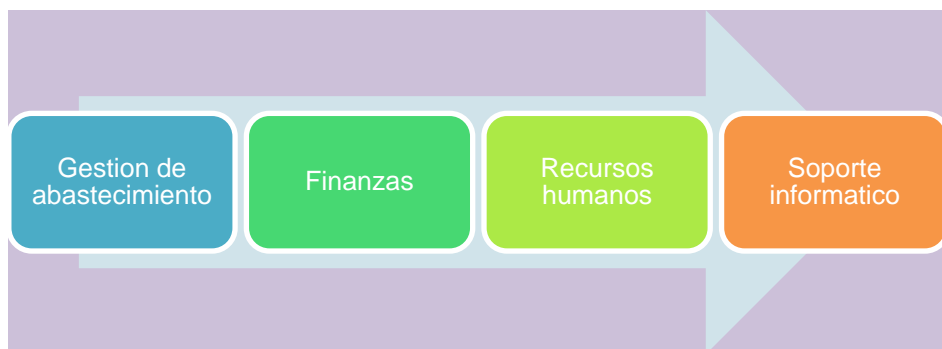 Gestion de
abastecimiento
Finanzas
Recursos
humanos
Soporte
informatico